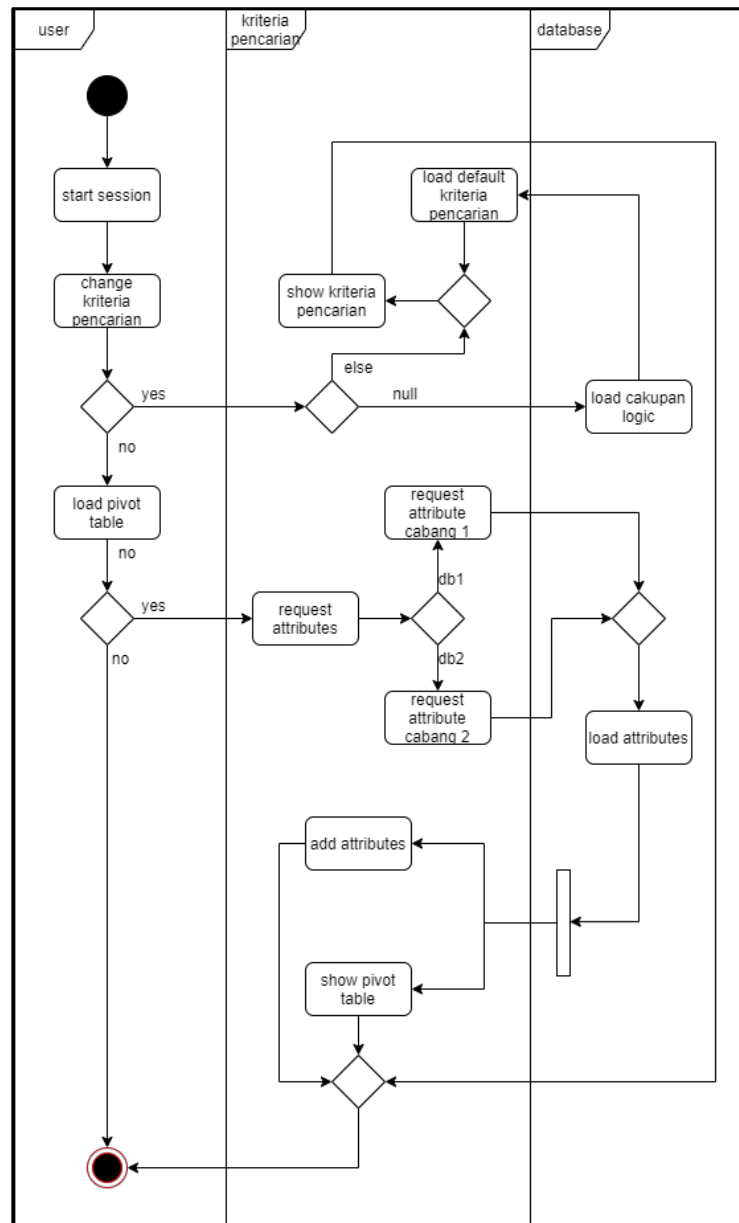 user
kriteria
pencarian
database
start session
load default
kriteria
pencarian
change
kriteria
pencarian
show kriteria
pencarian
else
yes
null
load cakupan
logic
no
load pivot
table
request
attribute
cabang 1
no
db1
yes
request
attributes
no
db2
request
attribute
cabang 2
load attributes
add attributes
show pivot
table